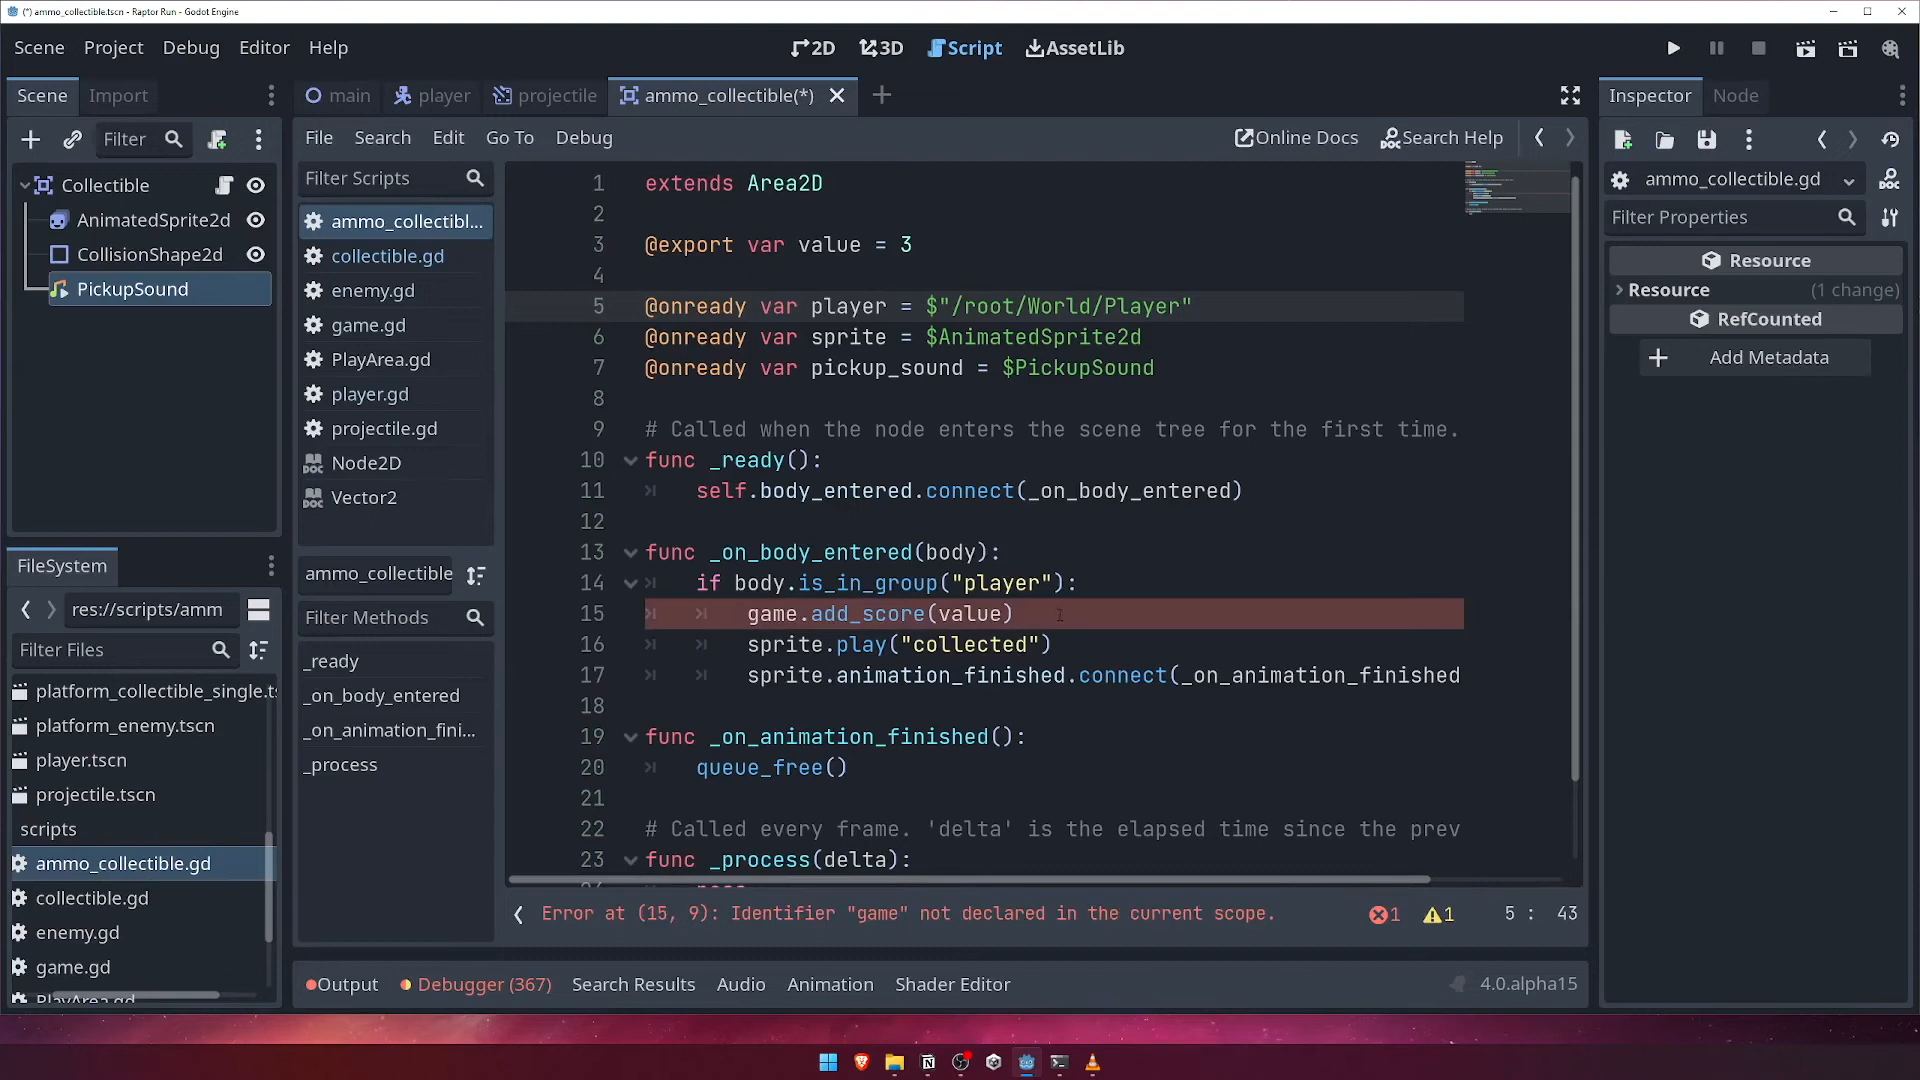 (*) ammo_collectible.tscn - Raptor Run - Godot Engine
Scene Project Debug Editor Help
2D 3D Script AssetLib
Scene Import
main player projectile ammo_collectible(*)
Inspector Node
Filter
File Search Edit Go To Debug
Online Docs Search Help
Collectible
AnimatedSprite2d
CollisionShape2d
PickupSound
Filter Scripts
ammo_collectibl...
collectible.gd
enemy.gd
game.gd
PlayArea.gd
player.gd
projectile.gd
Node2D
Vector2
ammo_collectible
Filter Methods
_ready
_on_body_entered
_on_animation_fini...
_process
1 extends Area2D
2
3 @export var value = 3
4
5 @onready var player = $"/root/World/Player"
6 @onready var sprite = $AnimatedSprite2d
7 @onready var pickup_sound = $PickupSound
8
9 # Called when the node enters the scene tree for the first time.
10 func _ready():
11 self.body_entered.connect(_on_body_entered)
12
13 func _on_body_entered(body):
14 if body.is_in_group("player"):
15 game.add_score(value)
16 sprite.play("collected")
17 sprite.animation_finished.connect(_on_animation_finished
18
19 func _on_animation_finished():
20 queue_free()
21
22 # Called every frame. 'delta' is the elapsed time since the prev
23 func _process(delta):
Error at (15, 9): Identifier "game" not declared in the current scope.
1 1 5 : 43
Output Debugger (367) Search Results Audio Animation Shader Editor
4.0.alpha15
ammo_collectible.gd
Filter Properties
Resource
Resource (1 change)
RefCounted
Add Metadata
FileSystem
res://scripts/amm
Filter Files
platform_collectible_single.ts
platform_enemy.tscn
player.tscn
projectile.tscn
scripts
ammo_collectible.gd
collectible.gd
enemy.gd
game.gd
PlayArea.gd